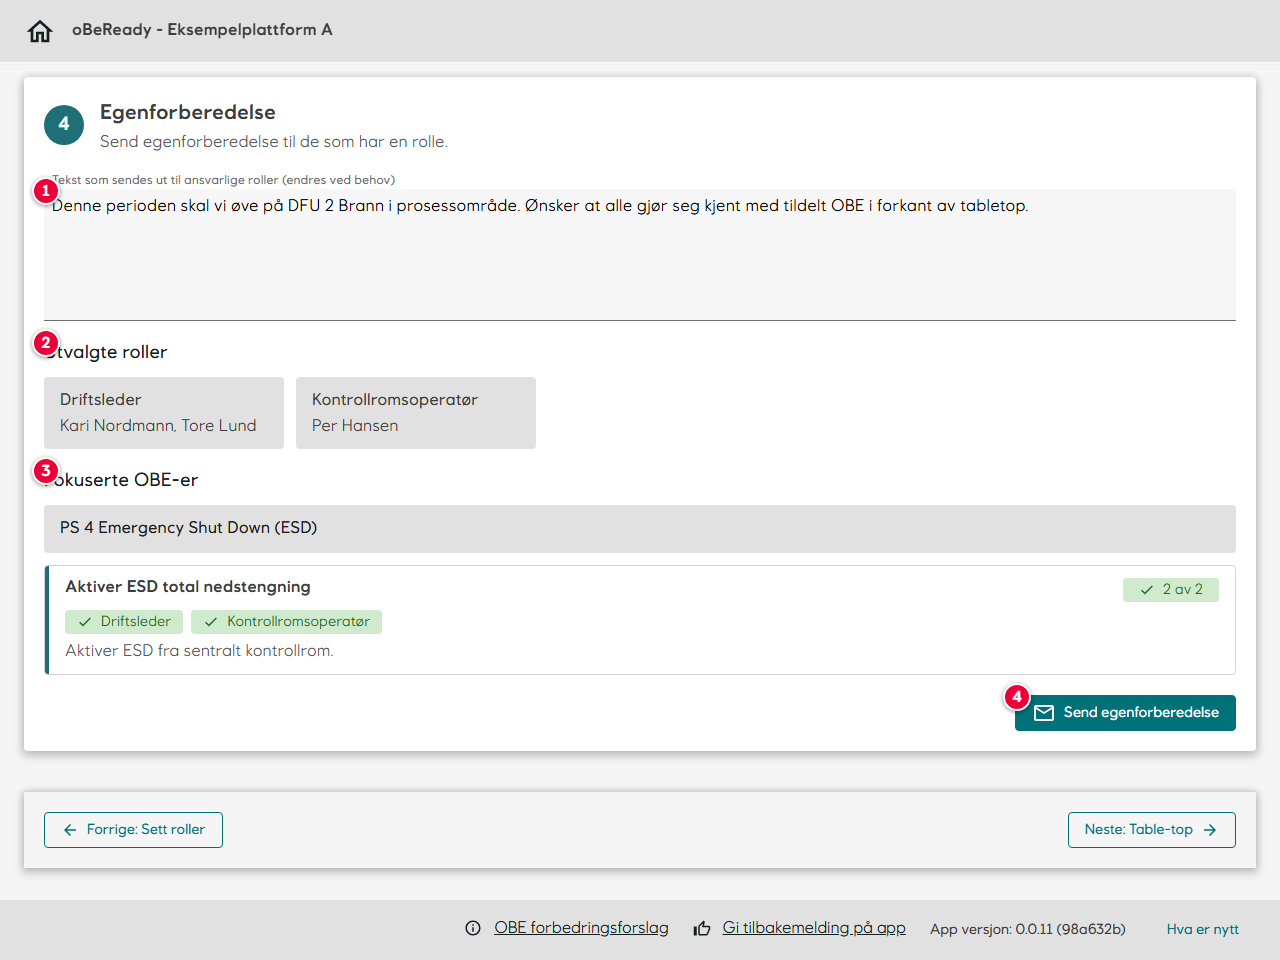 oBeReady - Eksempelplattform A
4
Egenforberedelse
Send egenforberedelse til de som har en rolle.
Tekst som sendes ut til ansvarlige roller (endres ved behov)
1
Denne perioden skal vi øve på DFU 2 Brann i prosessområde. Ønsker at alle gjør seg kjent med tildelt OBE i forkant av tabletop.
2
Utvalgte roller
Driftsleder
Kari Nordmann, Tore Lund
Kontrollromsoperatør
Per Hansen
3
Fokuserte OBE-er
PS 4 Emergency Shut Down (ESD)
Aktiver ESD total nedstengning
2 av 2
Driftsleder
Kontrollromsoperatør
Aktiver ESD fra sentralt kontrollrom.
4
Send egenforberedelse
Forrige: Sett roller
Neste: Table-top
OBE forbedringsforslag
Gi tilbakemelding på app
App versjon: 0.0.11 (98a632b)
Hva er nytt